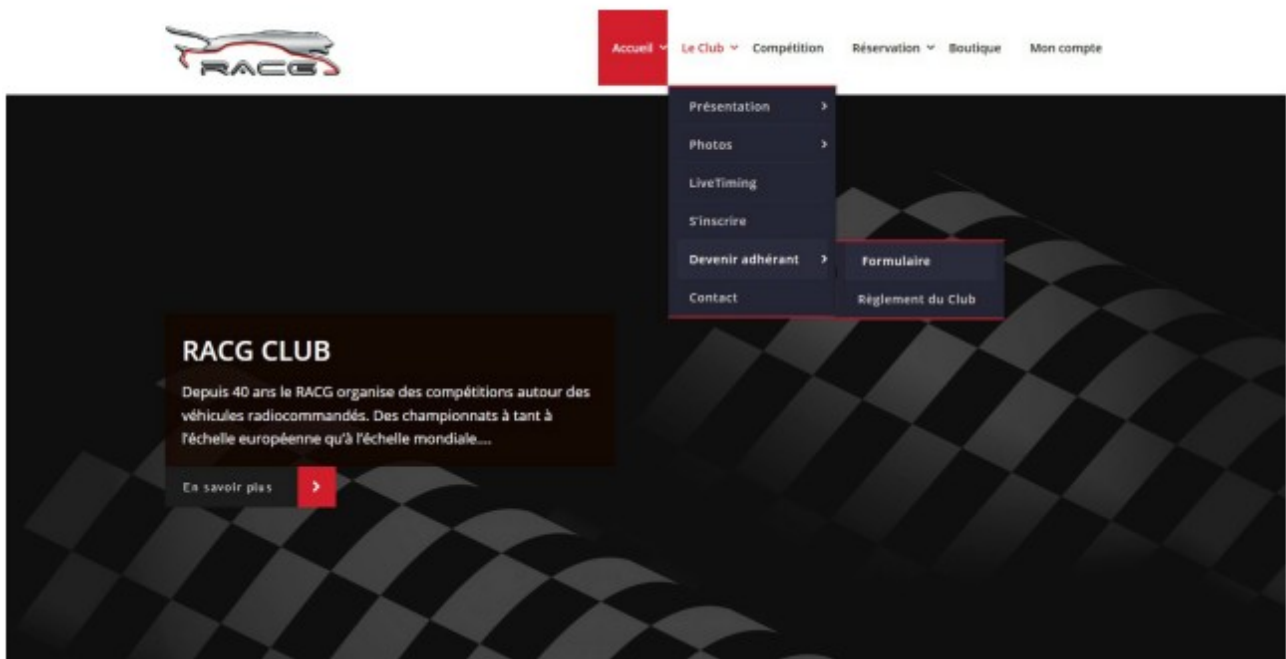 RACG
Accueil Le Club Compétition Réservation Boutique Mon compte
Présentation
Photos
LiveTiming
S'inscrire
Devenir adhérant
Formulaire
Contact
Règlement du Club
RACG CLUB
Depuis 40 ans le RACG organise des compétitions autour des
véhicules radiocommandés. Des championnats à tant à
l'échelle européenne qu'à l'échelle mondiale....
En savoir plus